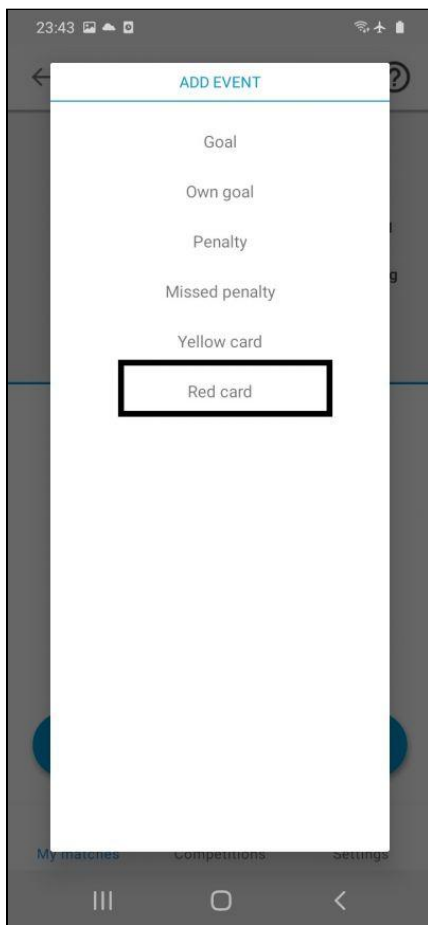 23:43
ADD EVENT
Goal
Own goal
Penalty
Missed penalty
Yellow card
Red card
My matches Competitions Settings